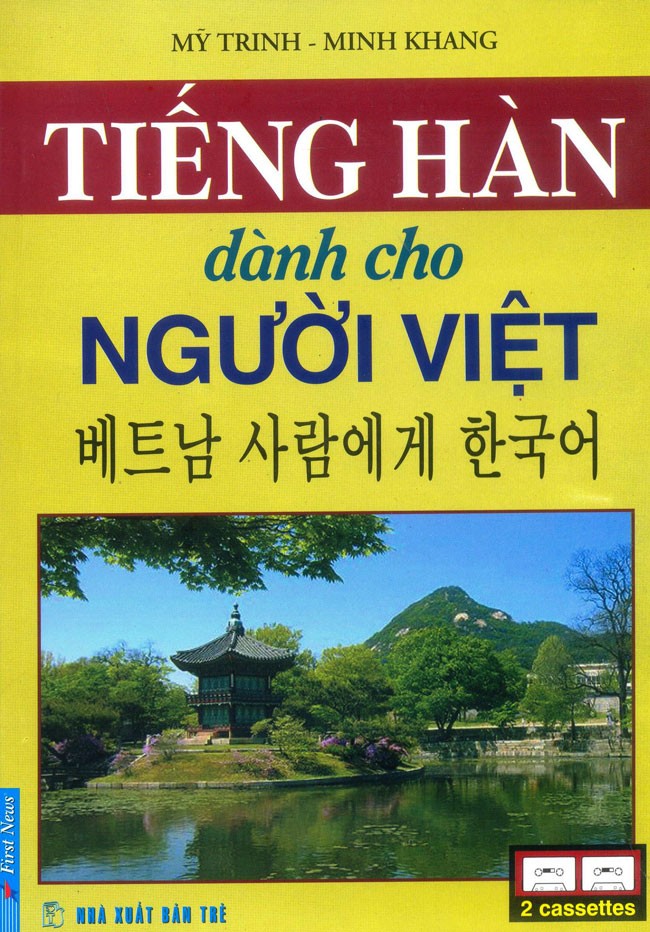 MỸ TRINH - MINH KHANG
TIẾNG HÀN
dành cho
NGƯỜI VIỆT
베트남 사람에게 한국어
First News
NHÀ XUẤT BẢN TRẺ
2 cassettes